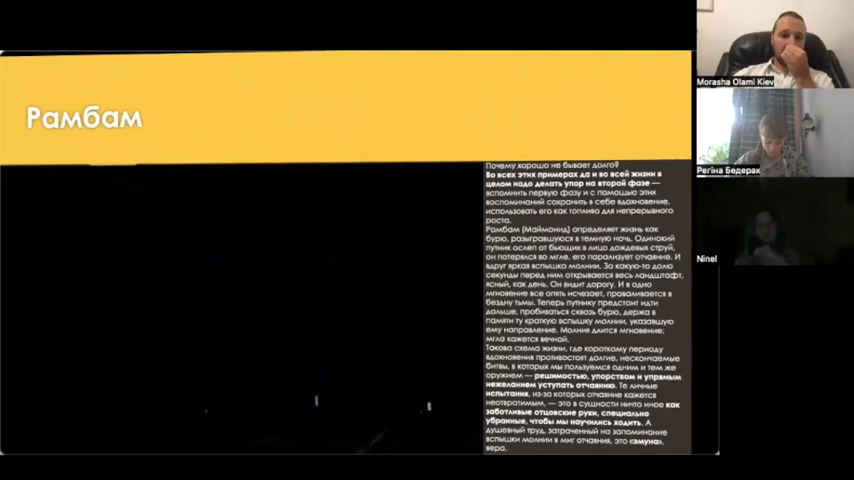 Рамбам
Почему хорошо не бывает долго?
Во всех этих примерах да и во всей жизни в
целом надо делать упор на второй фазе —
вспомнить первую фазу и с помощью этих
воспоминаний сохранить в себе вдохновение,
использовать его как топливо для непрерывного
роста.
Рамбам (Маймонид) определяет жизнь как
бурю, разыгравшуюся в темную ночь. Одинокий
путник ослеп от бьющих в лицо дождевых струй,
он потерялся во мгле, его парализует отчаяние. И
вдруг яркая вспышка молнии. За какую-то долю
секунды перед ним открывается весь ландшафт,
ясный, как день. Он видит дорогу. И в одно
мгновение все опять исчезает, проваливается в
бездну тьмы. Теперь путнику предстоит идти
дальше, пробиваться сквозь бурю, держа в
памяти ту краткую вспышку молнии, указавшую
ему направление. Молния длится мгновение;
мгла кажется вечной.
Такова схема жизни, где короткому периоду
вдохновения противостоят долгие, нескончаемые
битвы, в которых мы пользуемся одним и тем же
оружием — решимостью, упорством и упрямым
нежеланием уступать отчаянию. Те личные
испытания, из-за которых отчаяние кажется
неотвратимым, — это в сущности ничто иное как
заботливые отцовские руки, специально
убранные, чтобы мы научились ходить. А
душевный труд, затраченный на запоминание
вспышки молнии в миг отчаяния, это «эмуна»,
вера.
Morasha Olami Kiev
Регіна Бедерак
Ninel